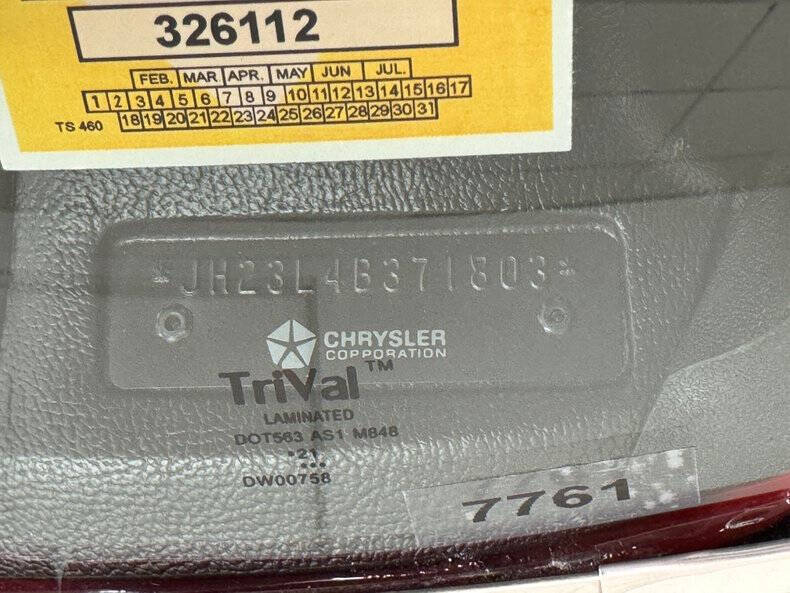 326112
FEB. MAR APR. MAY JUN JUL.
1 2 3 4 5 6 7 8 9 10 11 12 13 14 15 16 17
TS 460 18 19 20 21 22 23 24 25 26 27 28 29 30 31
*JH23L4B371803*
CHRYSLER
CORPORATION
TriVal™
LAMINATED
DOT563 AS1 M848
•21
•••
DW00758
7761